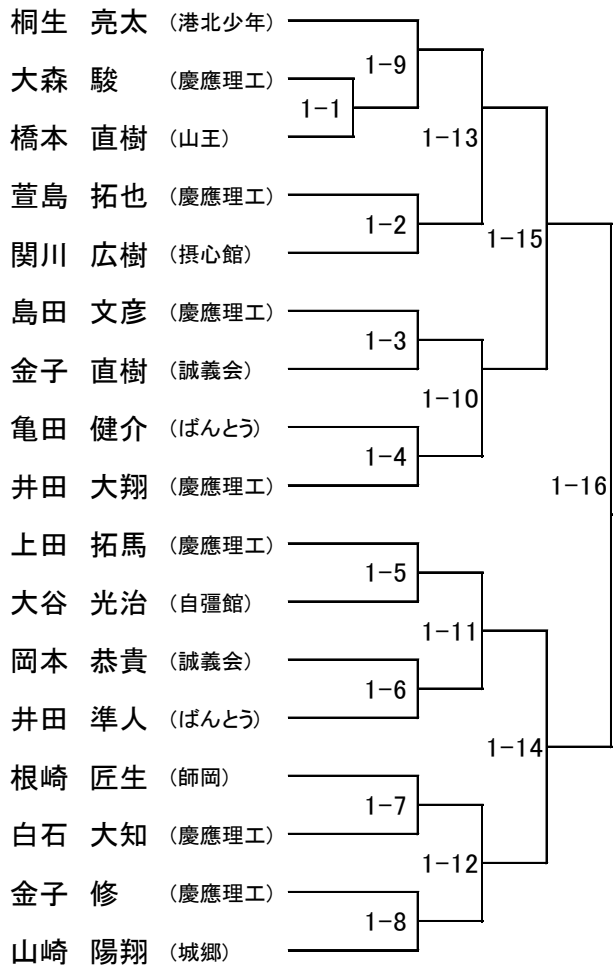 桐生 亮太 (港北少年)
1-9
大森 駿 (慶應理工)
1-1
橋本 直樹 (山王)
1-13
萱島 拓也 (慶應理工)
1-2
1-15
関川 広樹 (摂心館)
島田 文彦 (慶應理工)
1-3
金子 直樹 (誠義会)
1-10
亀田 健介 (ばんとう)
1-4
井田 大翔 (慶應理工)
1-16
上田 拓馬 (慶應理工)
1-5
大谷 光治 (自彊館)
1-11
岡本 恭貴 (誠義会)
1-6
井田 準人 (ばんとう)
1-14
根崎 匠生 (師岡)
1-7
白石 大知 (慶應理工)
1-12
金子 修 (慶應理工)
1-8
山崎 陽翔 (城郷)